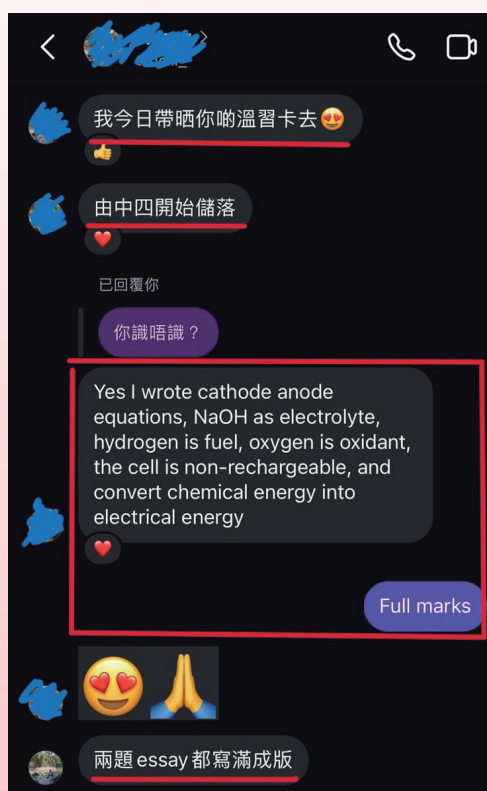 我今日帶晒你啲溫習卡去😍
👍
由中四開始儲落
❤️
已回覆你
你識唔識？
Yes I wrote cathode anode
equations, NaOH as electrolyte,
hydrogen is fuel, oxygen is oxidant,
the cell is non-rechargeable, and
convert chemical energy into
electrical energy
❤️
Full marks
😍🙏
兩題 essay 都寫滿成版